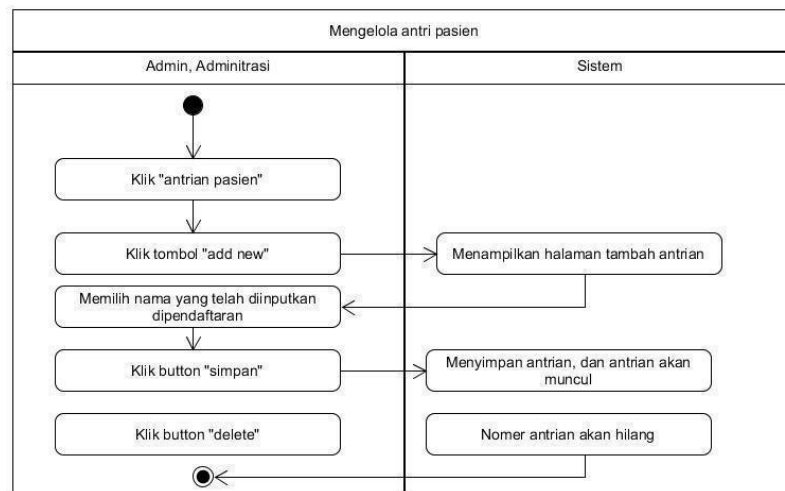 Mengelola antri pasien
Admin, Adminitrasi
Sistem
Klik "antrian pasien"
Klik tombol "add new"
Menampilkan halaman tambah antrian
Memilih nama yang telah diinputkan
dipendaftaran
Klik button "simpan"
Menyimpan antrian, dan antrian akan
muncul
Klik button "delete"
Nomer antrian akan hilang